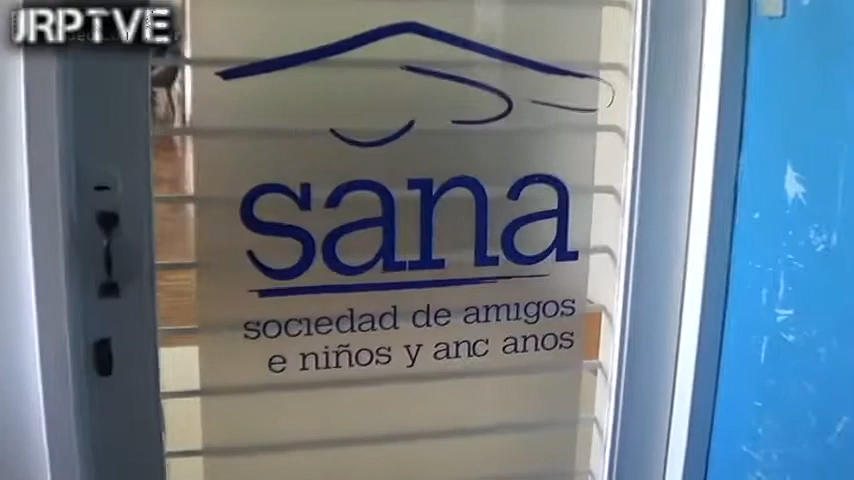 JRPTVE
sana
sociedad de amigos
e niños y anc anos